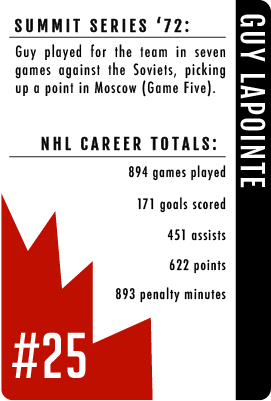 SUMMIT SERIES ‘72:
Guy played for the team in seven
games against the Soviets, picking
up a point in Moscow (Game Five).
NHL CAREER TOTALS:
894 games played
171 goals scored
451 assists
622 points
893 penalty minutes
#25
GUY LAPOINTE